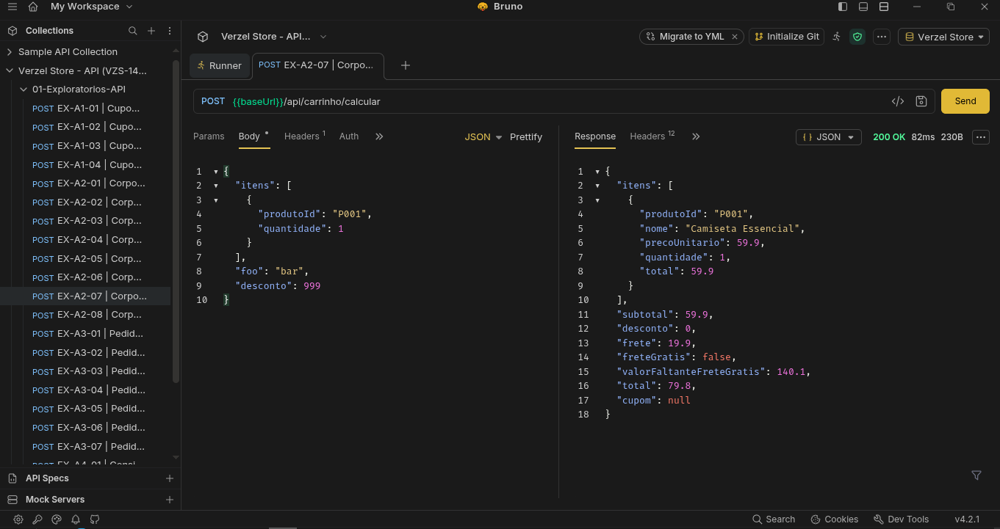 My Workspace
Bruno
Collections
Sample API Collection
Verzel Store - API (VZS-14...
01-Exploratorios-API
POST EX-A1-01 | Cupo...
POST EX-A1-02 | Cupo...
POST EX-A1-03 | Cupo...
POST EX-A1-04 | Cupo...
POST EX-A2-01 | Corpo...
POST EX-A2-02 | Corp...
POST EX-A2-03 | Corp...
POST EX-A2-04 | Corp...
POST EX-A2-05 | Corp...
POST EX-A2-06 | Corp...
POST EX-A2-07 | Corpo...
POST EX-A2-08 | Corp...
POST EX-A3-01 | Pedid...
POST EX-A3-02 | Pedid...
POST EX-A3-03 | Pedid...
POST EX-A3-04 | Pedid...
POST EX-A3-05 | Pedid...
POST EX-A3-06 | Pedid...
POST EX-A3-07 | Pedid...
API Specs
Mock Servers
Verzel Store - API...
Migrate to YML
Initialize Git
Verzel Store
Runner
POST EX-A2-07 | Corpo...
POST {{baseUrl}}/api/carrinho/calcular
Send
Params Body Headers 1 Auth JSON Prettify
1 {
2 "itens": [
3 {
4 "produtoId": "P001",
5 "quantidade": 1
6 }
7 ],
8 "foo": "bar",
9 "desconto": 999
10 }
Response Headers 12 { } JSON 200 OK 82ms 230B
1 {
2 "itens": [
3 {
4 "produtoId": "P001",
5 "nome": "Camiseta Essencial",
6 "precoUnitario": 59.9,
7 "quantidade": 1,
8 "total": 59.9
9 }
10 ],
11 "subtotal": 59.9,
12 "desconto": 0,
13 "frete": 19.9,
14 "freteGratis": false,
15 "valorFaltanteFreteGratis": 140.1,
16 "total": 79.8,
17 "cupom": null
18 }
Search Cookies Dev Tools v4.2.1